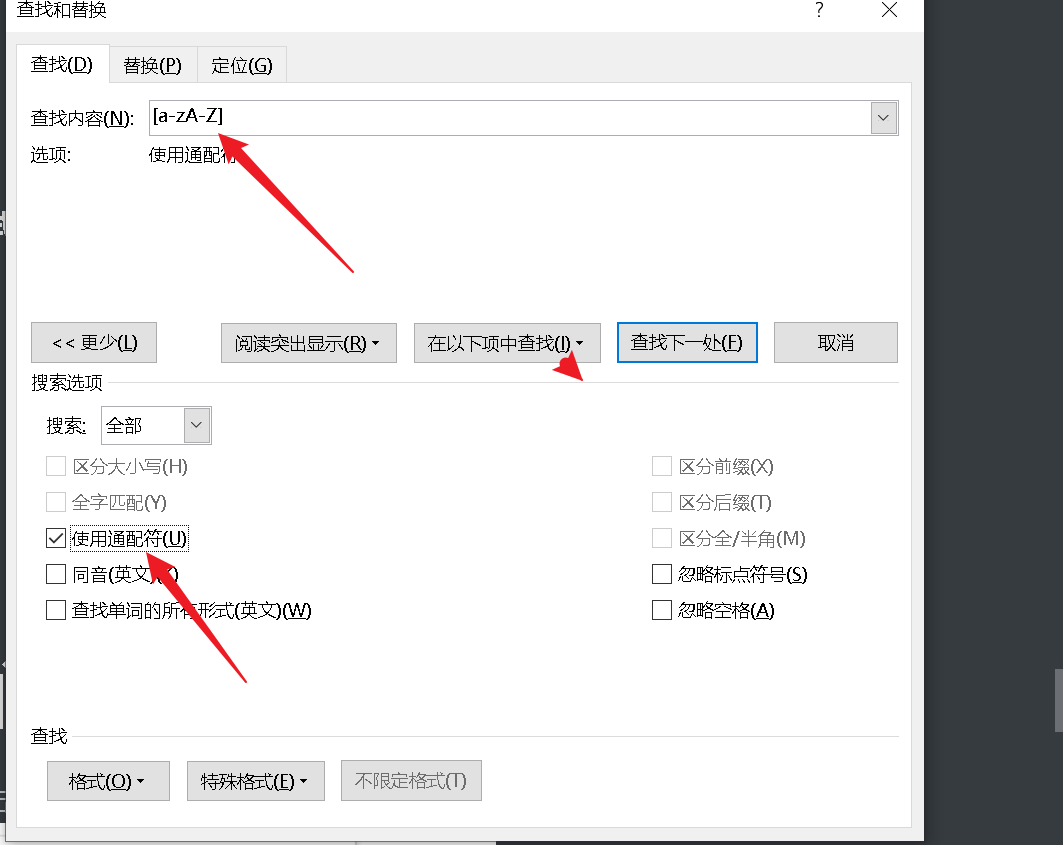 查找和替换 ?
查找(D) 替换(P) 定位(G)
查找内容(N): [a-zA-Z]
选项: 使用通配符
<< 更少(L) 阅读突出显示(R) 在以下项中查找(I) 查找下一处(F) 取消
搜索选项
搜索: 全部
区分大小写(H) 区分前缀(X)
全字匹配(Y) 区分后缀(T)
使用通配符(U) 区分全/半角(M)
同音(英文)(K) 忽略标点符号(S)
查找单词的所有形式(英文)(W) 忽略空格(A)
查找
格式(O) 特殊格式(E) 不限定格式(T)